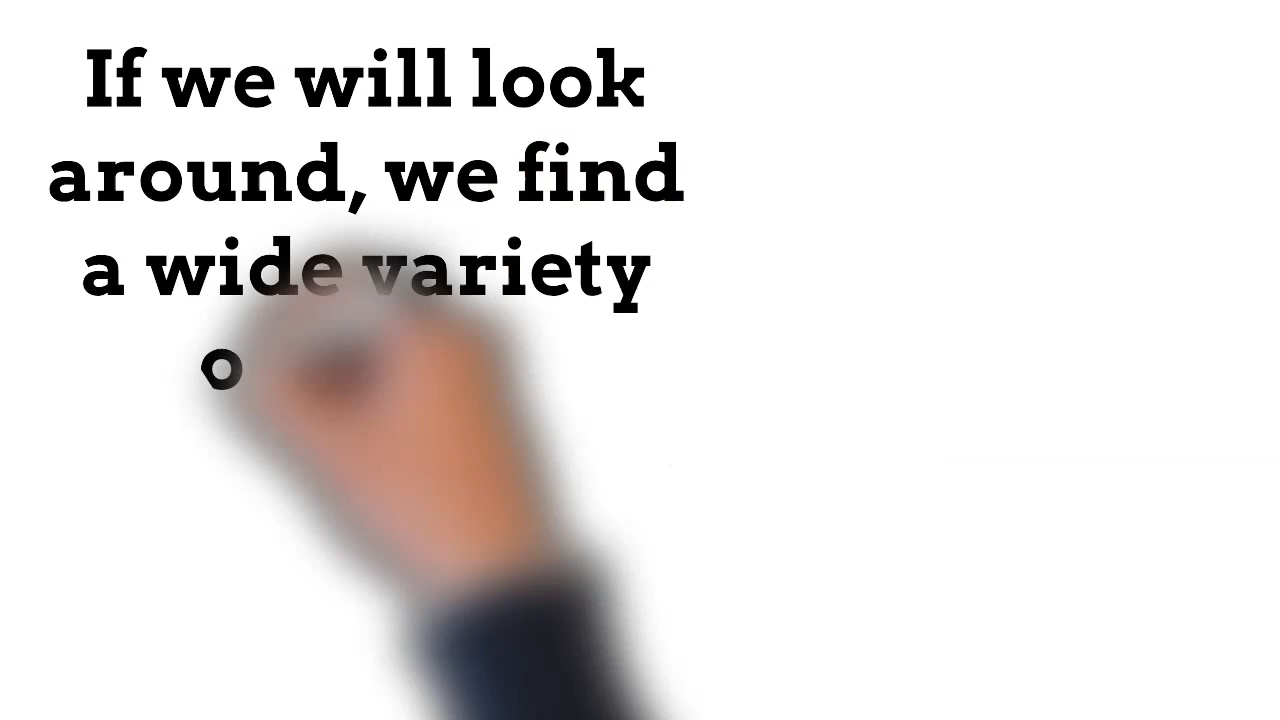 If we will look
around, we find
a wide variety
o